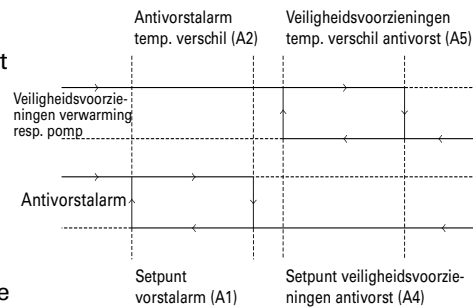 Antivorstalarm
temp. verschil (A2)
Veiligheidsvoorzieningen
temp. verschil antivorst (A5)
t
Veiligheidsvoorzie-
ningen verwarming
resp. pomp
Antivorstalarm
Setpunt
vorstalarm (A1)
Setpunt veiligheidsvoorzie-
ningen antivorst (A4)
e